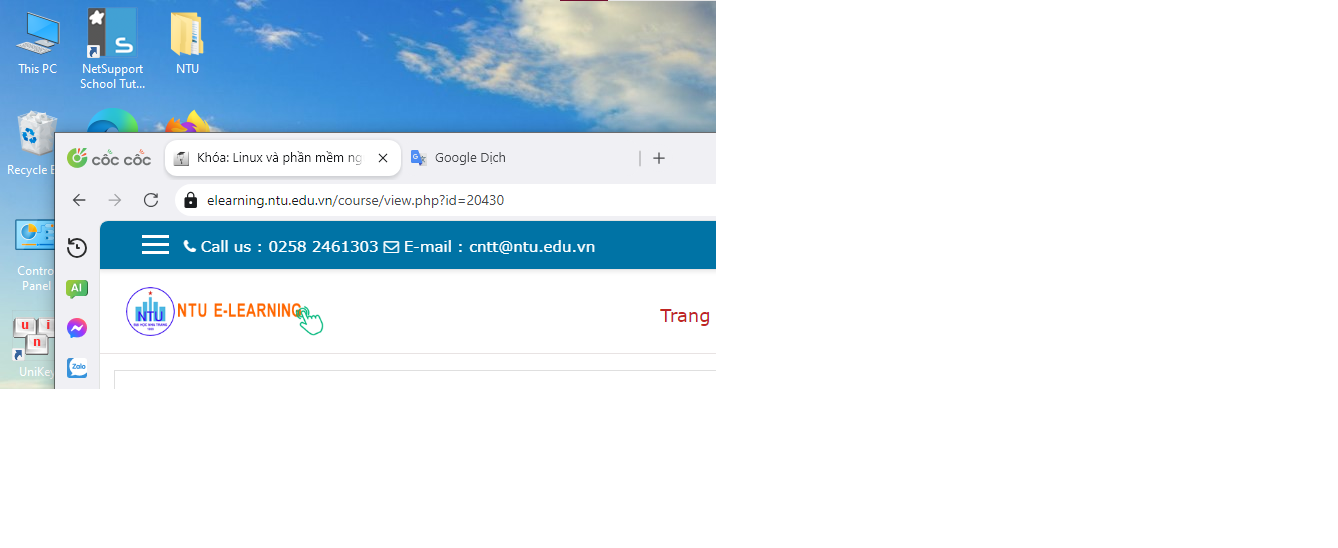 This PC
NetSupport
School Tut...
NTU
Recycle
CỐC CỐC
Khóa: Linux và phần mềm ng
Google Dịch
elearning.ntu.edu.vn/course/view.php?id=20430
Call us : 0258 2461303 E-mail : cntt@ntu.edu.vn
AI
Contro
Panel
NTU
NTU E-LEARNING
Trang
u i
n
Zalo
UniKey